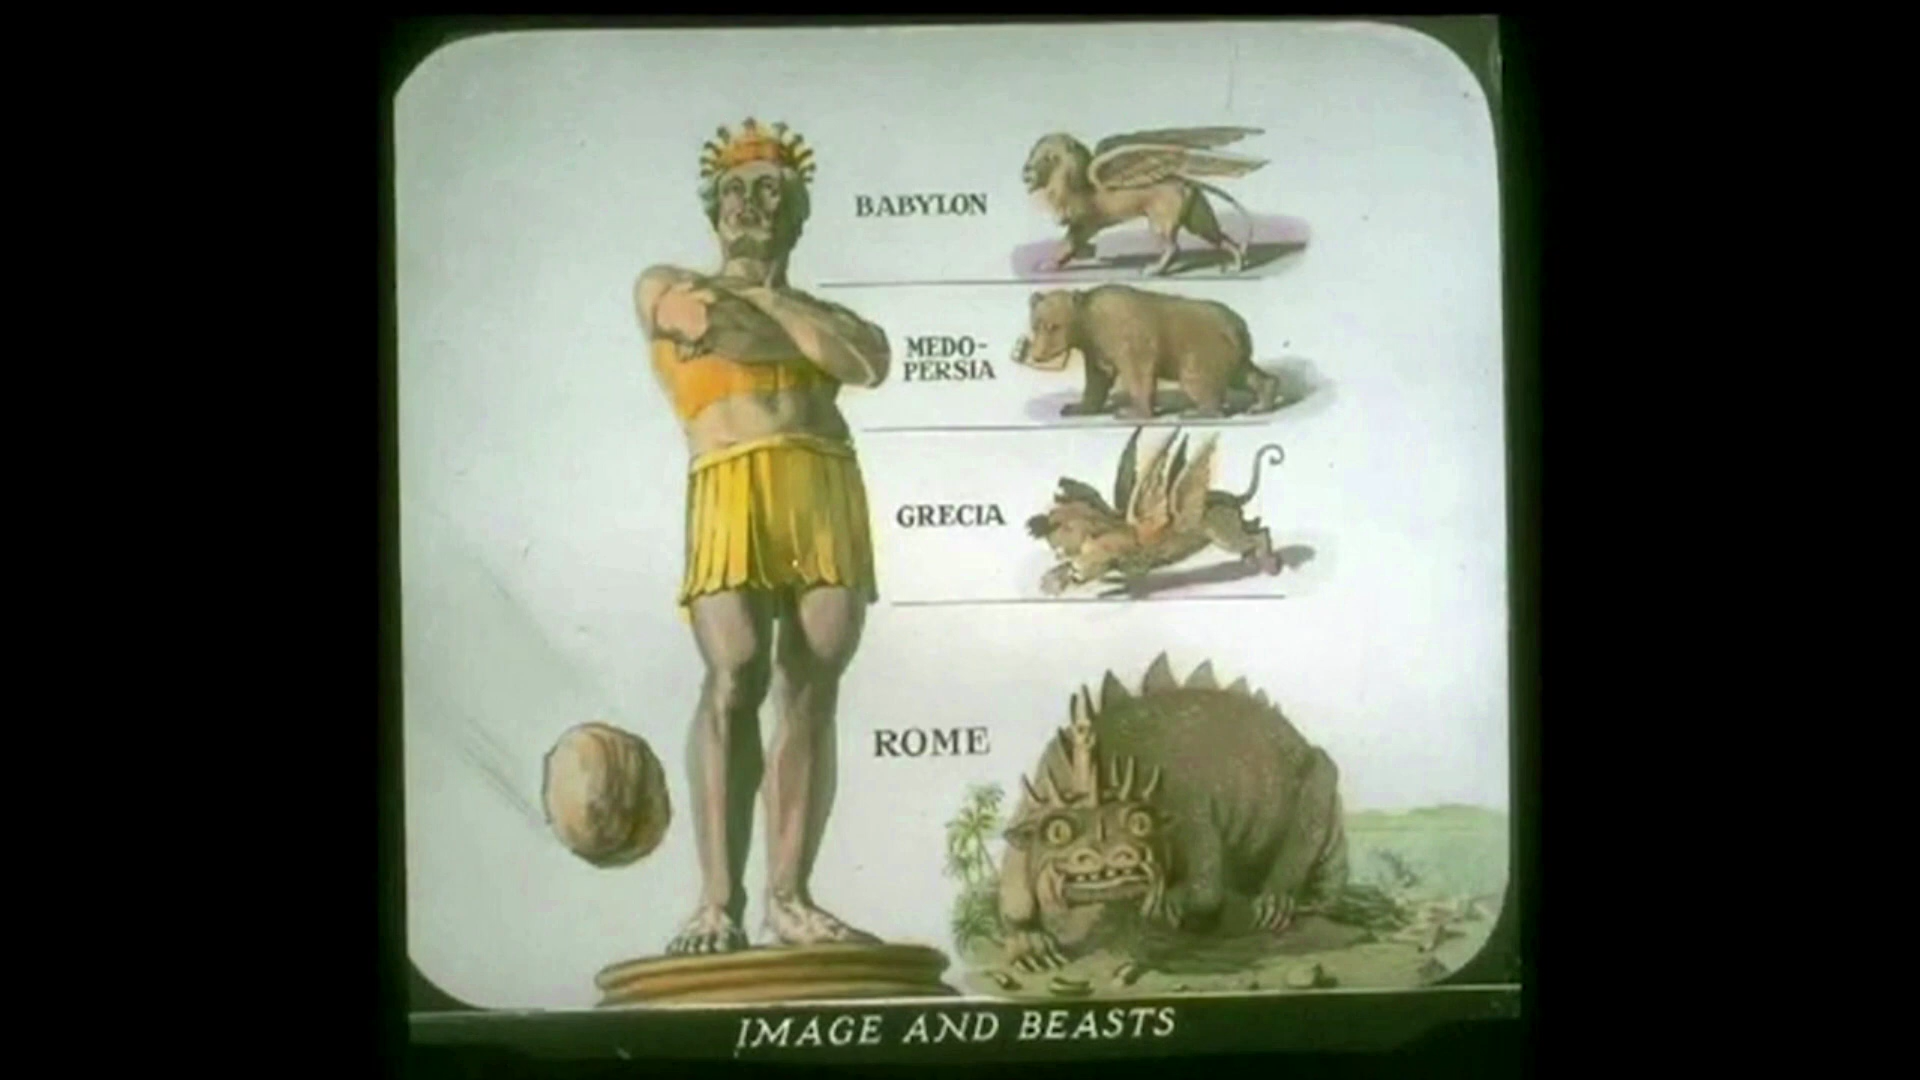 BABYLON
MEDO-
PERSIA
GRECIA
ROME
IMAGE AND BEASTS